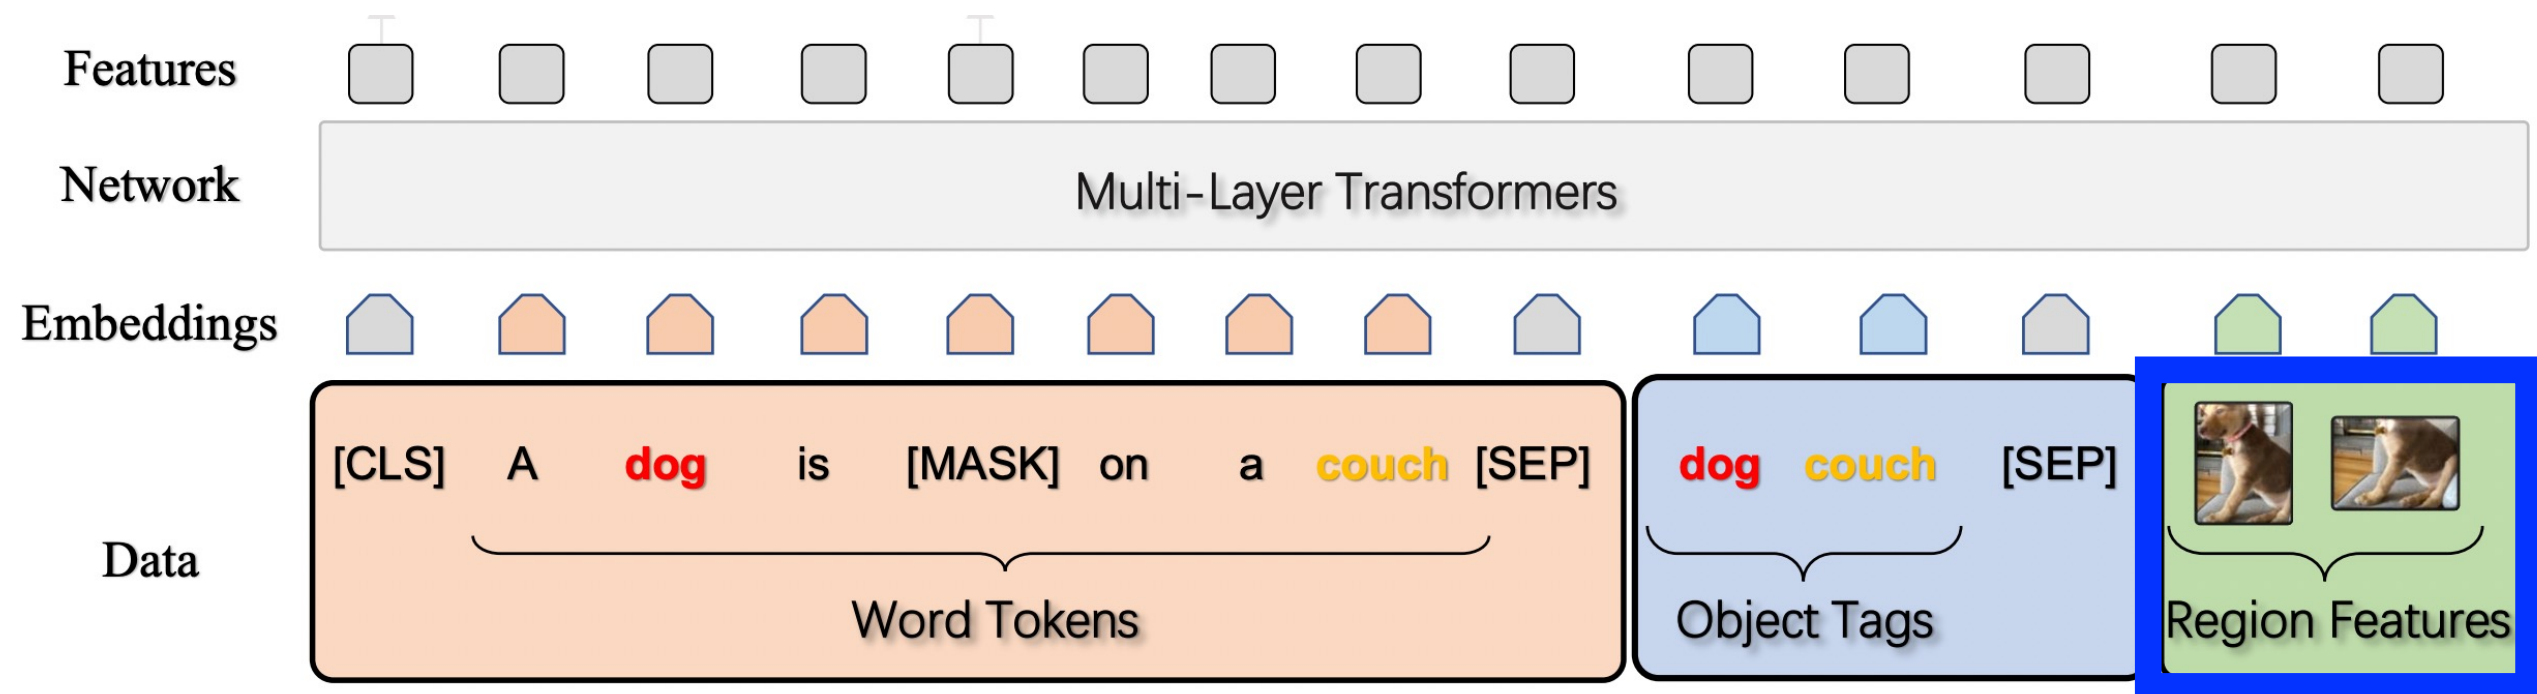 Features
Network
Multi-Layer Transformers
Embeddings
[CLS] A dog is [MASK] on a couch [SEP] dog couch [SEP]
Data
Word Tokens
Object Tags
Region Features